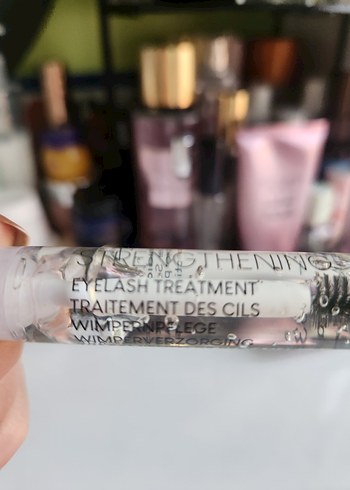 STRENGTHENING
EYELASH TREATMENT
TRAITEMENT DES CILS
WIMPERNPFLEGE
WIMPERVERZORGING